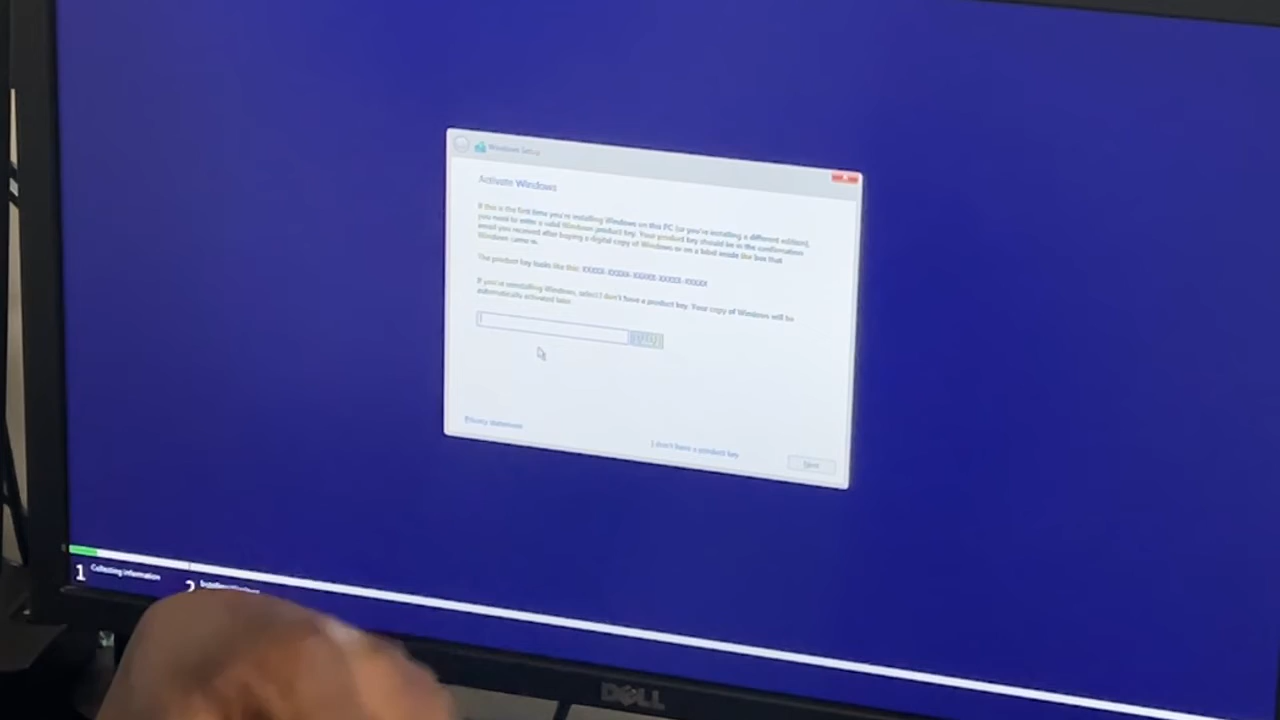 Windows Setup
Activate Windows
If this is the first time you're installing Windows on this PC (or you're installing a different edition),
you need to enter a valid Windows product key. Your product key should be in the confirmation
email you received after buying a digital copy of Windows or on a label inside the box that
Windows came in.
The product key looks like this: XXXXX-XXXXX-XXXXX-XXXXX-XXXXX
If you're reinstalling Windows, select I don't have a product key. Your copy of Windows will be
automatically activated later.
Privacy statement
I don't have a product key
Next
1 Collecting information
2 Installing Windows
DELL